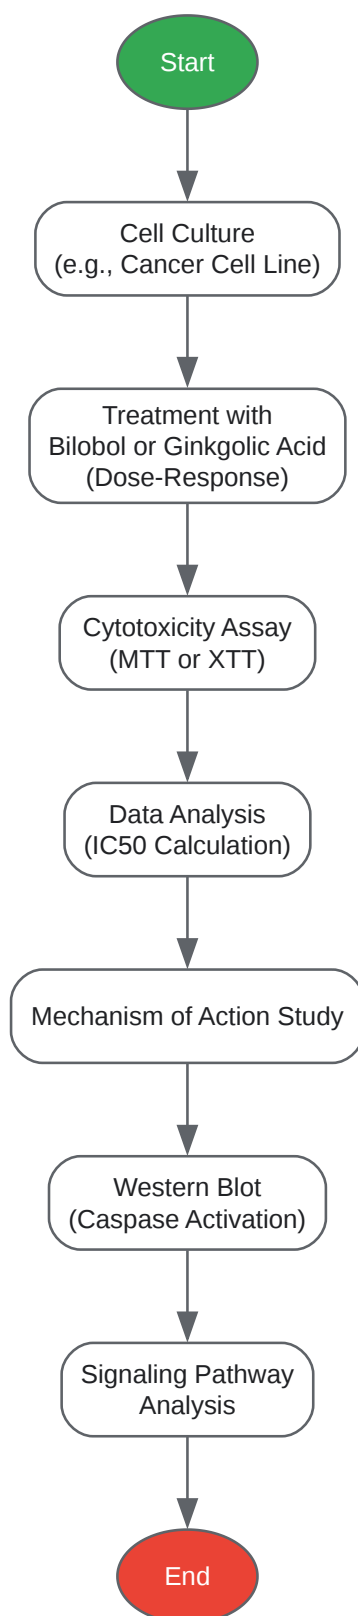 Start
Cell Culture
(e.g., Cancer Cell Line)
Treatment with
Bilobol or Ginkgolic Acid
(Dose-Response)
Cytotoxicity Assay
(MTT or XTT)
Data Analysis
(IC50 Calculation)
Mechanism of Action Study
Western Blot
(Caspase Activation)
Signaling Pathway
Analysis
End